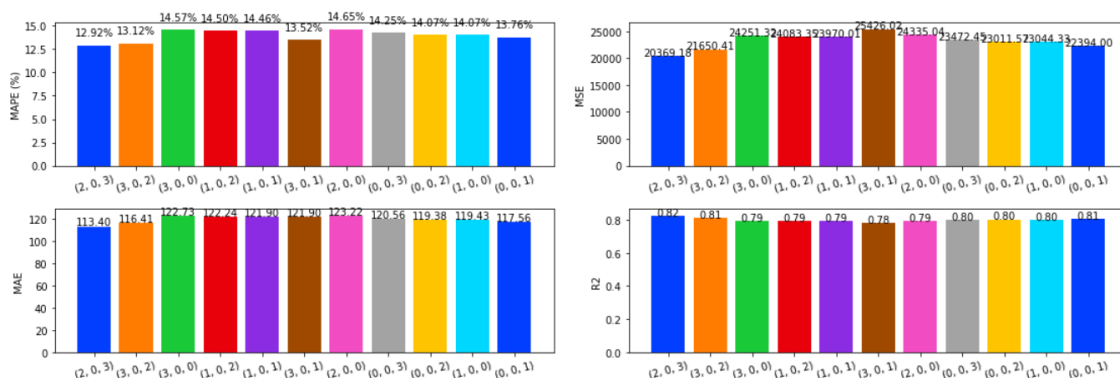 12.92% 13.12% 14.57% 14.50% 14.46% 13.52% 14.65% 14.25% 14.07% 14.07% 13.76%
15.0
12.5
10.0
7.5
5.0
2.5
0.0
MAPE (%)
(2, 0, 3) (3, 0, 2) (3, 0, 0) (1, 0, 2) (1, 0, 1) (3, 0, 1) (2, 0, 0) (0, 0, 3) (0, 0, 2) (1, 0, 0) (0, 0, 1)
20369.18 21650.41 24251.32 24083.35 23970.01 25426.02 24335.04 23472.45 23011.57 23044.33 22394.00
25000
20000
15000
10000
5000
0
MSE
(2, 0, 3) (3, 0, 2) (3, 0, 0) (1, 0, 2) (1, 0, 1) (3, 0, 1) (2, 0, 0) (0, 0, 3) (0, 0, 2) (1, 0, 0) (0, 0, 1)
113.40 116.41 122.73 122.24 121.90 121.90 123.22 120.56 119.38 119.43 117.56
120
100
80
60
40
20
0
MAE
(2, 0, 3) (3, 0, 2) (3, 0, 0) (1, 0, 2) (1, 0, 1) (3, 0, 1) (2, 0, 0) (0, 0, 3) (0, 0, 2) (1, 0, 0) (0, 0, 1)
0.82 0.81 0.79 0.79 0.79 0.78 0.79 0.80 0.80 0.80 0.81
0.8
0.6
0.4
0.2
0.0
R2
(2, 0, 3) (3, 0, 2) (3, 0, 0) (1, 0, 2) (1, 0, 1) (3, 0, 1) (2, 0, 0) (0, 0, 3) (0, 0, 2) (1, 0, 0) (0, 0, 1)